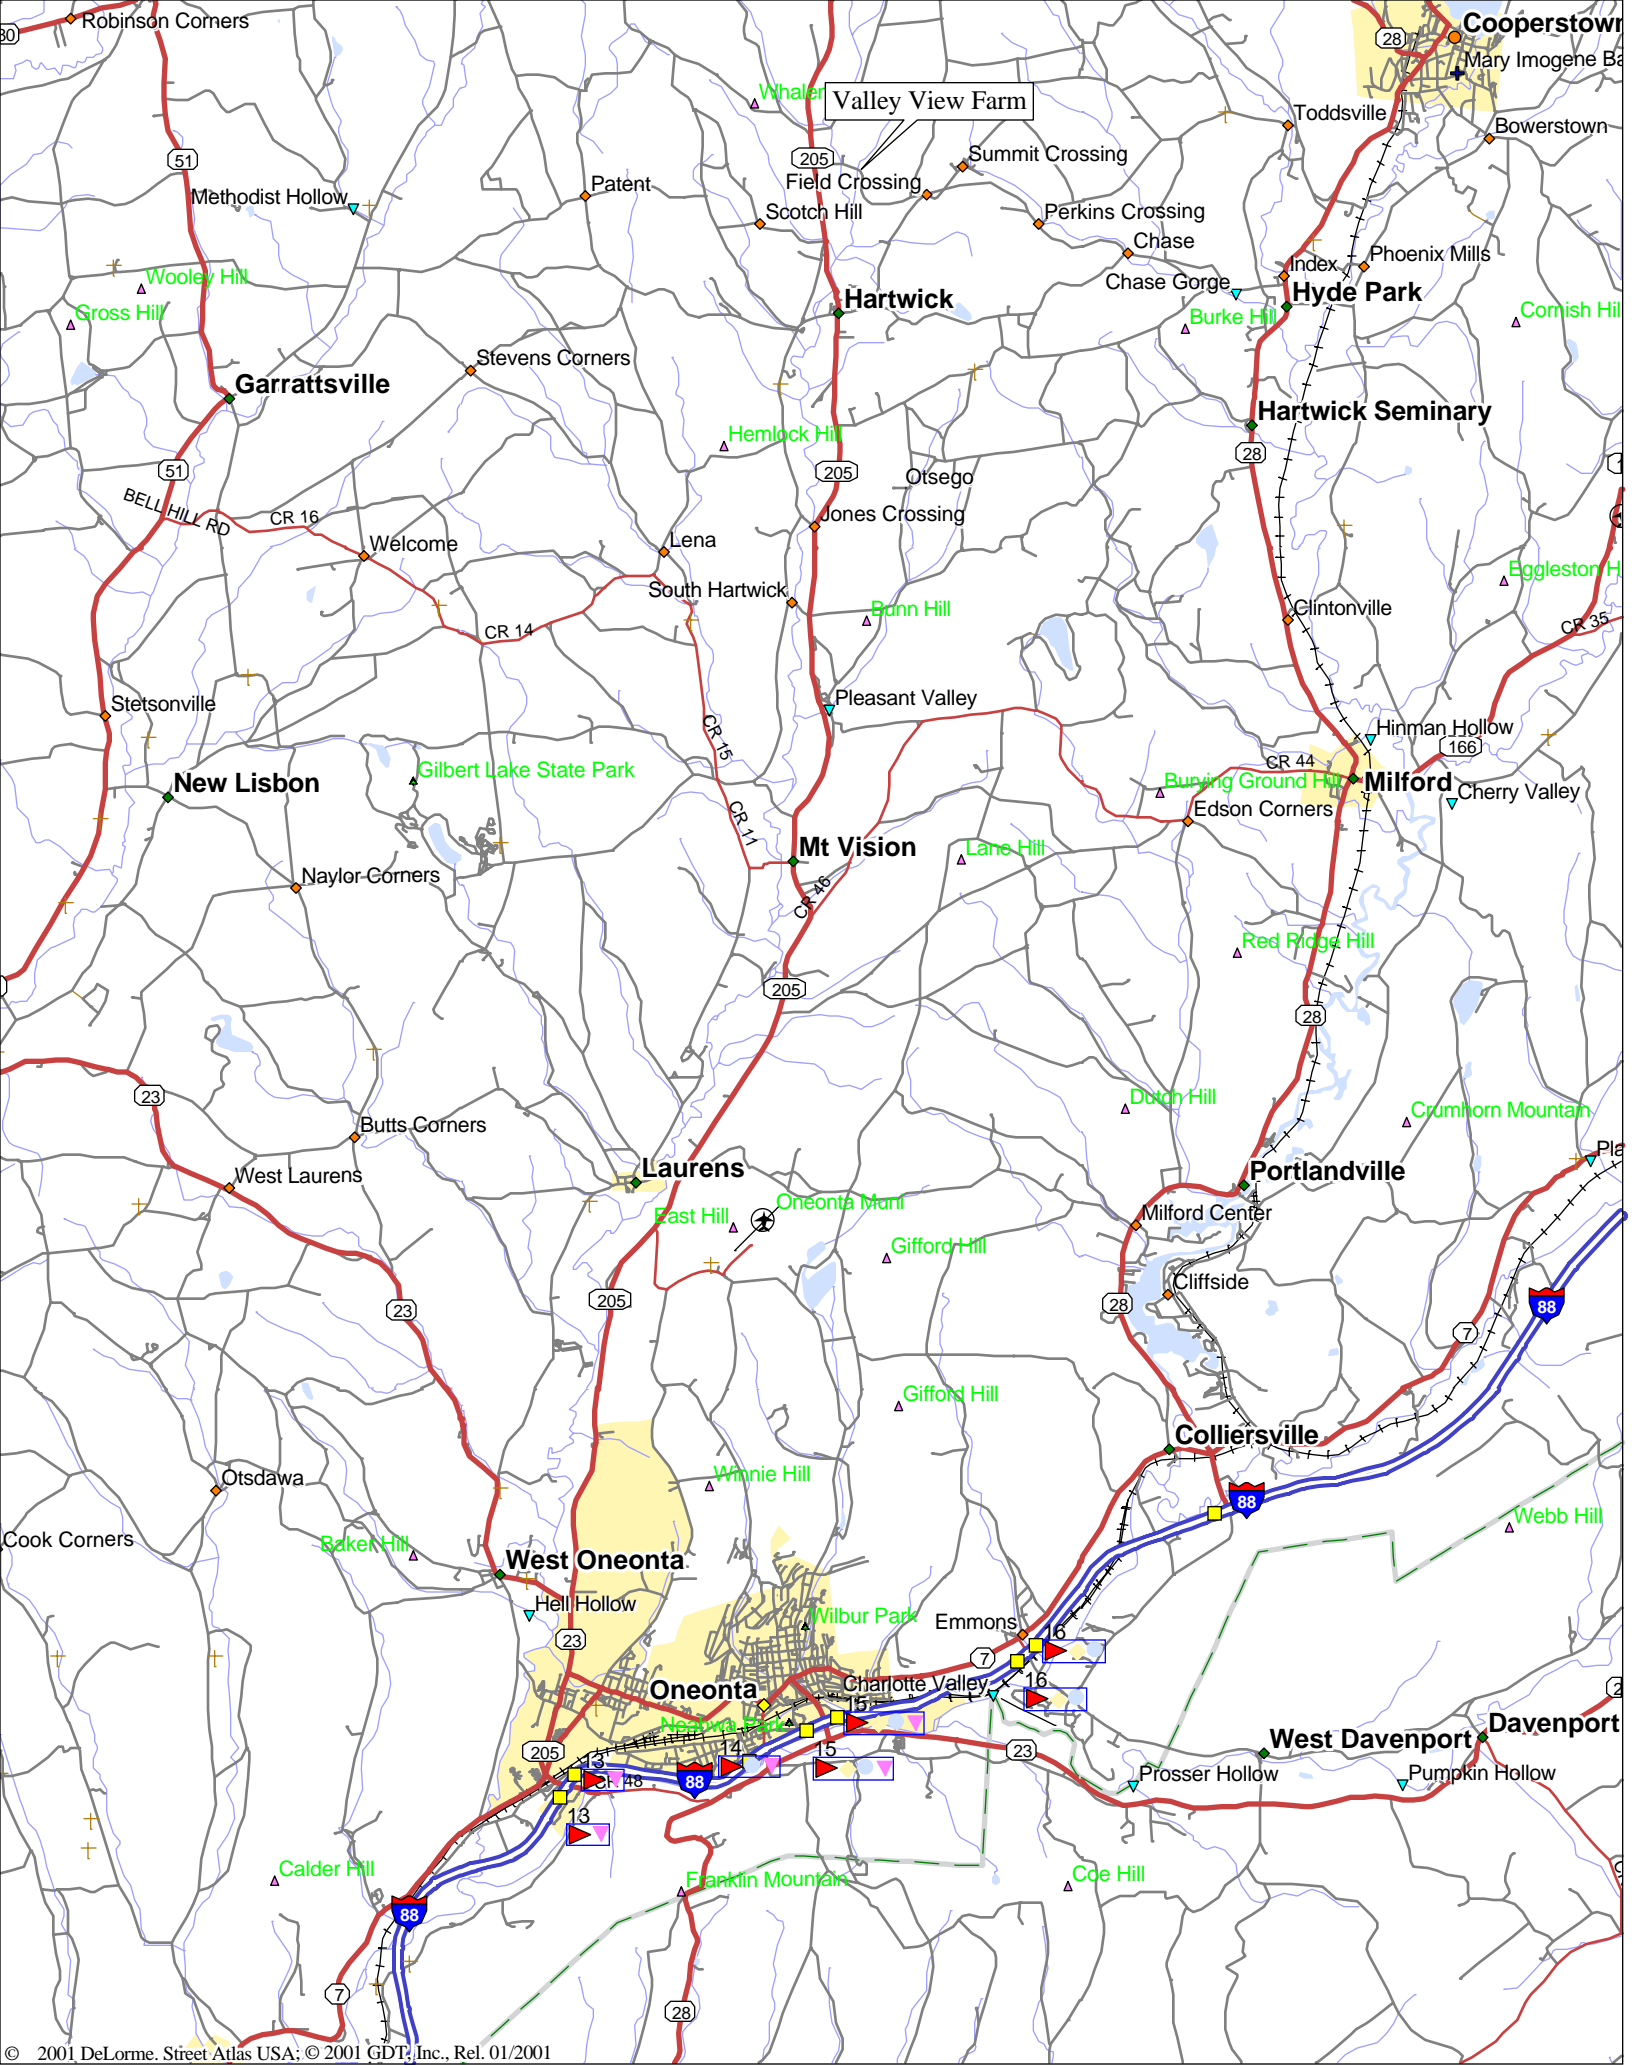 Robinson Corners
30
28
Cooperstown
Mary Imogene Ba
Whaler
Valley View Farm
Toddsville
Bowerstown
51
205
Summit Crossing
Field Crossing
Methodist Hollow
Patent
Scotch Hill
Perkins Crossing
Chase
Phoenix Mills
Index
Wooley Hill
Chase Gorge
Hyde Park
Hartwick
Gross Hill
Burke Hill
Cornish Hil
Stevens Corners
Garrattsville
Hartwick Seminary
Hemlock Hill
28
51
205
Otsego
BELL HILL RD
CR 16
Jones Crossing
Welcome
Lena
South Hartwick
Bunn Hill
Eggleston H
Clintonville
CR 14
CR 35
Stetsonville
Pleasant Valley
CR 15
Hinman Hollow
166
Gilbert Lake State Park
CR 44
New Lisbon
Burying Ground Hill
Milford
Cherry Valley
Edson Corners
CR 11
Mt Vision
Lane Hill
Naylor Corners
CR 46
Red Ridge Hill
205
28
23
Dutch Hill
Crumhorn Mountain
Butts Corners
Pla
West Laurens
Laurens
Portlandville
East Hill
Oneonta Muni
Milford Center
Gifford Hill
Cliffside
205
23
28
88
7
Gifford Hill
Colliersville
Winnie Hill
Otsdawa
88
Webb Hill
Cook Corners
Baker Hill
West Oneonta
Hell Hollow
Wilbur Park
Emmons
16
23
7
16
Charlotte Valley
Oneonta
15
2
Neahwa Park
Davenport
West Davenport
205
13
14
15
23
CR 48
88
Prosser Hollow
Pumpkin Hollow
13
Calder Hill
Franklin Mountain
Coe Hill
88
7
28
© 2001 DeLorme. Street Atlas USA; © 2001 GDT, Inc., Rel. 01/2001